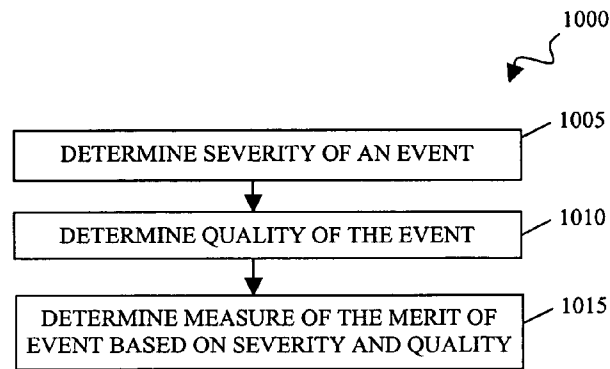 1000
1005
DETERMINE SEVERITY OF AN EVENT
1010
DETERMINE QUALITY OF THE EVENT
1015
DETERMINE MEASURE OF THE MERIT OF
EVENT BASED ON SEVERITY AND QUALITY